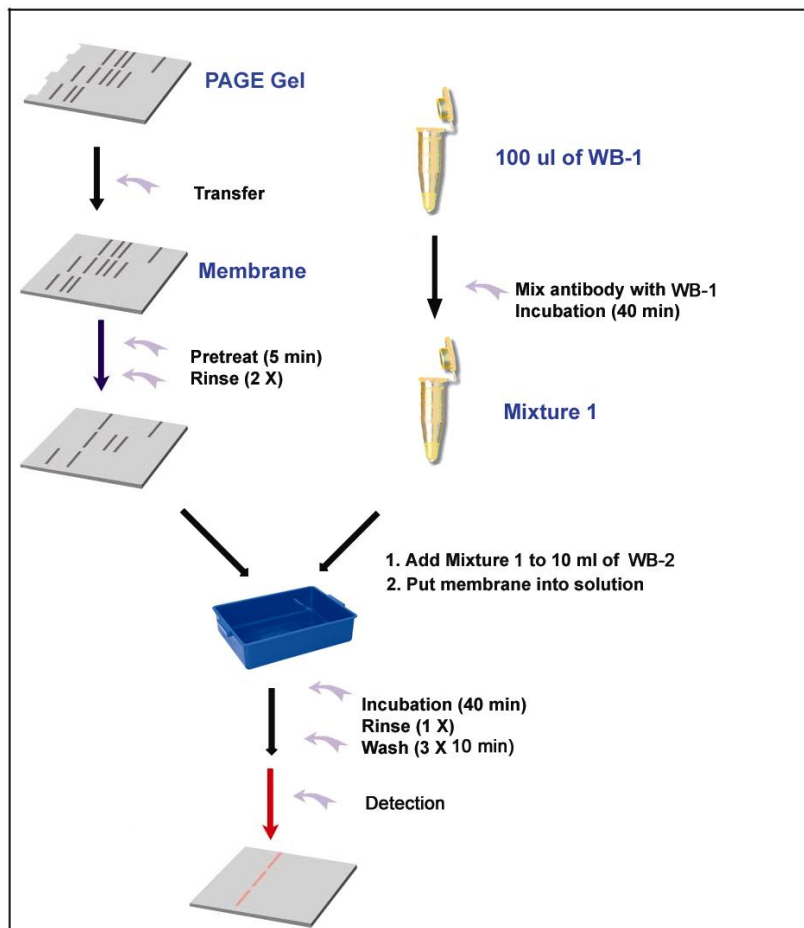 PAGE Gel
Transfer
Membrane
Pretreat (5 min)
Rinse (2 X)
100 ul of WB-1
Mix antibody with WB-1
Incubation (40 min)
Mixture 1
1. Add Mixture 1 to 10 ml of WB-2
2. Put membrane into solution
Incubation (40 min)
Rinse (1 X)
Wash (3 X 10 min)
Detection